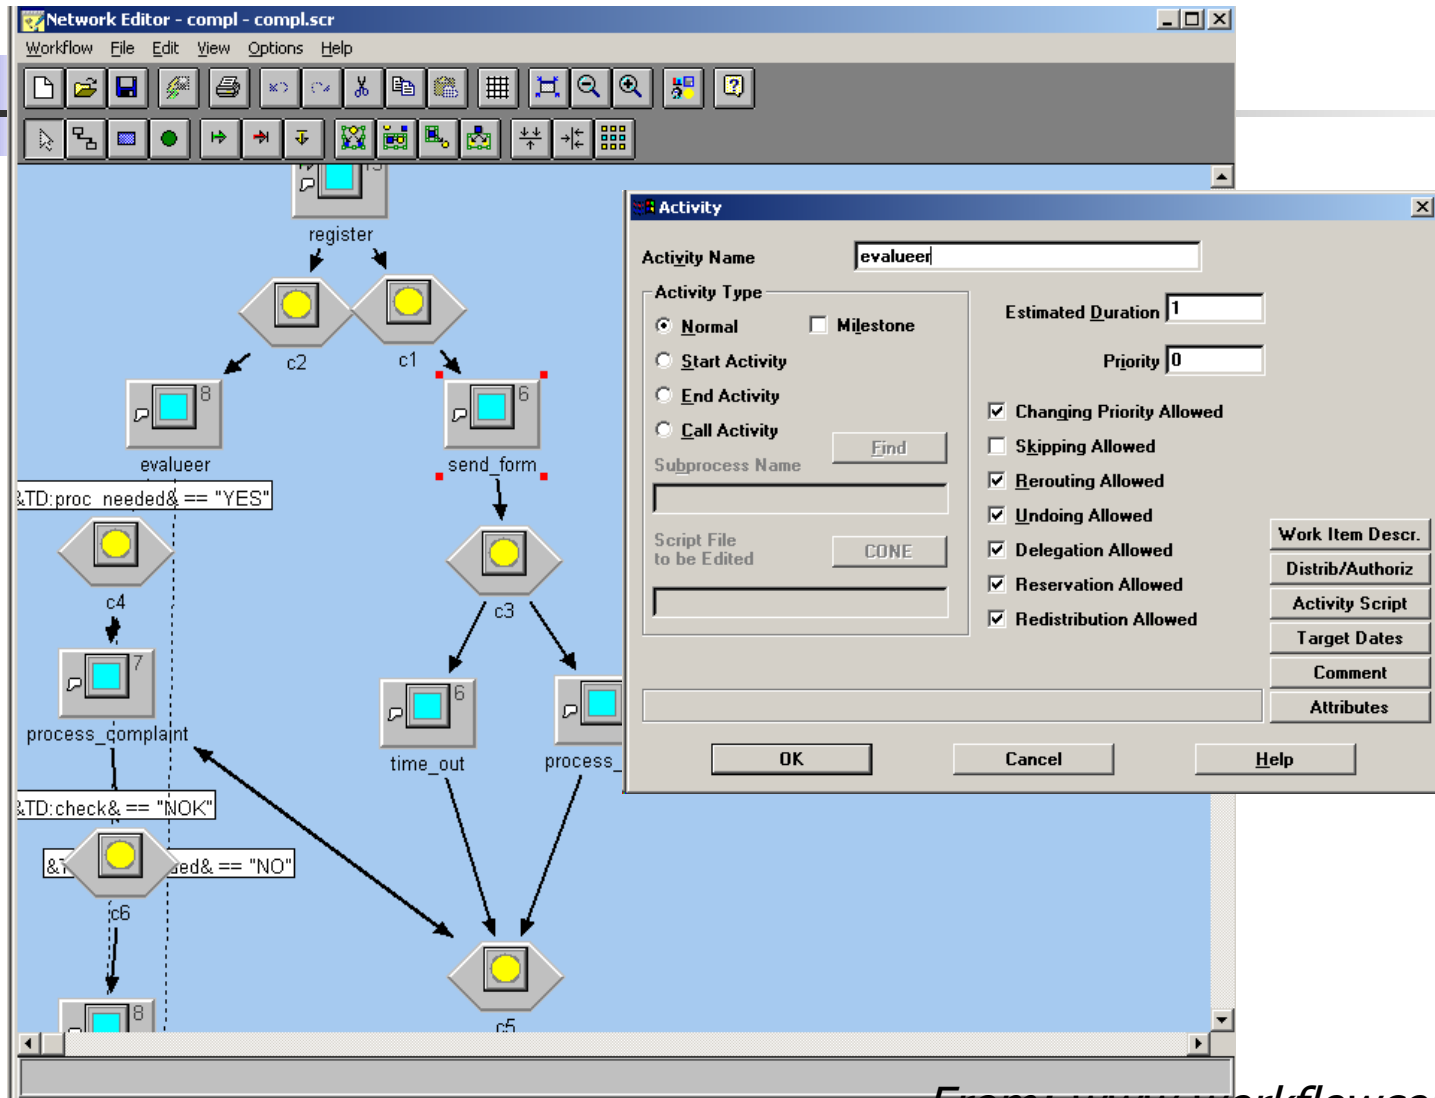 Network Editor - compl - compl.scr
Workflow File Edit View Options Help
register
c2
c1
8
evalueer
6
send_form
&TD:proc_needed& == "YES"
c4
c3
7
process_complaint
6
time_out
process_
&TD:check& == "NOK"
ded& == "NO"
c6
8
c5
Activity
Activity Name evalueer
Activity Type
Normal Milestone
Start Activity
End Activity
Call Activity
Find
Subprocess Name
Script File
to be Edited
CONE
Estimated Duration 1
Priority 0
Changing Priority Allowed
Skipping Allowed
Rerouting Allowed
Undoing Allowed
Delegation Allowed
Reservation Allowed
Redistribution Allowed
Work Item Descr.
Distrib/Authoriz
Activity Script
Target Dates
Comment
Attributes
OK Cancel Help